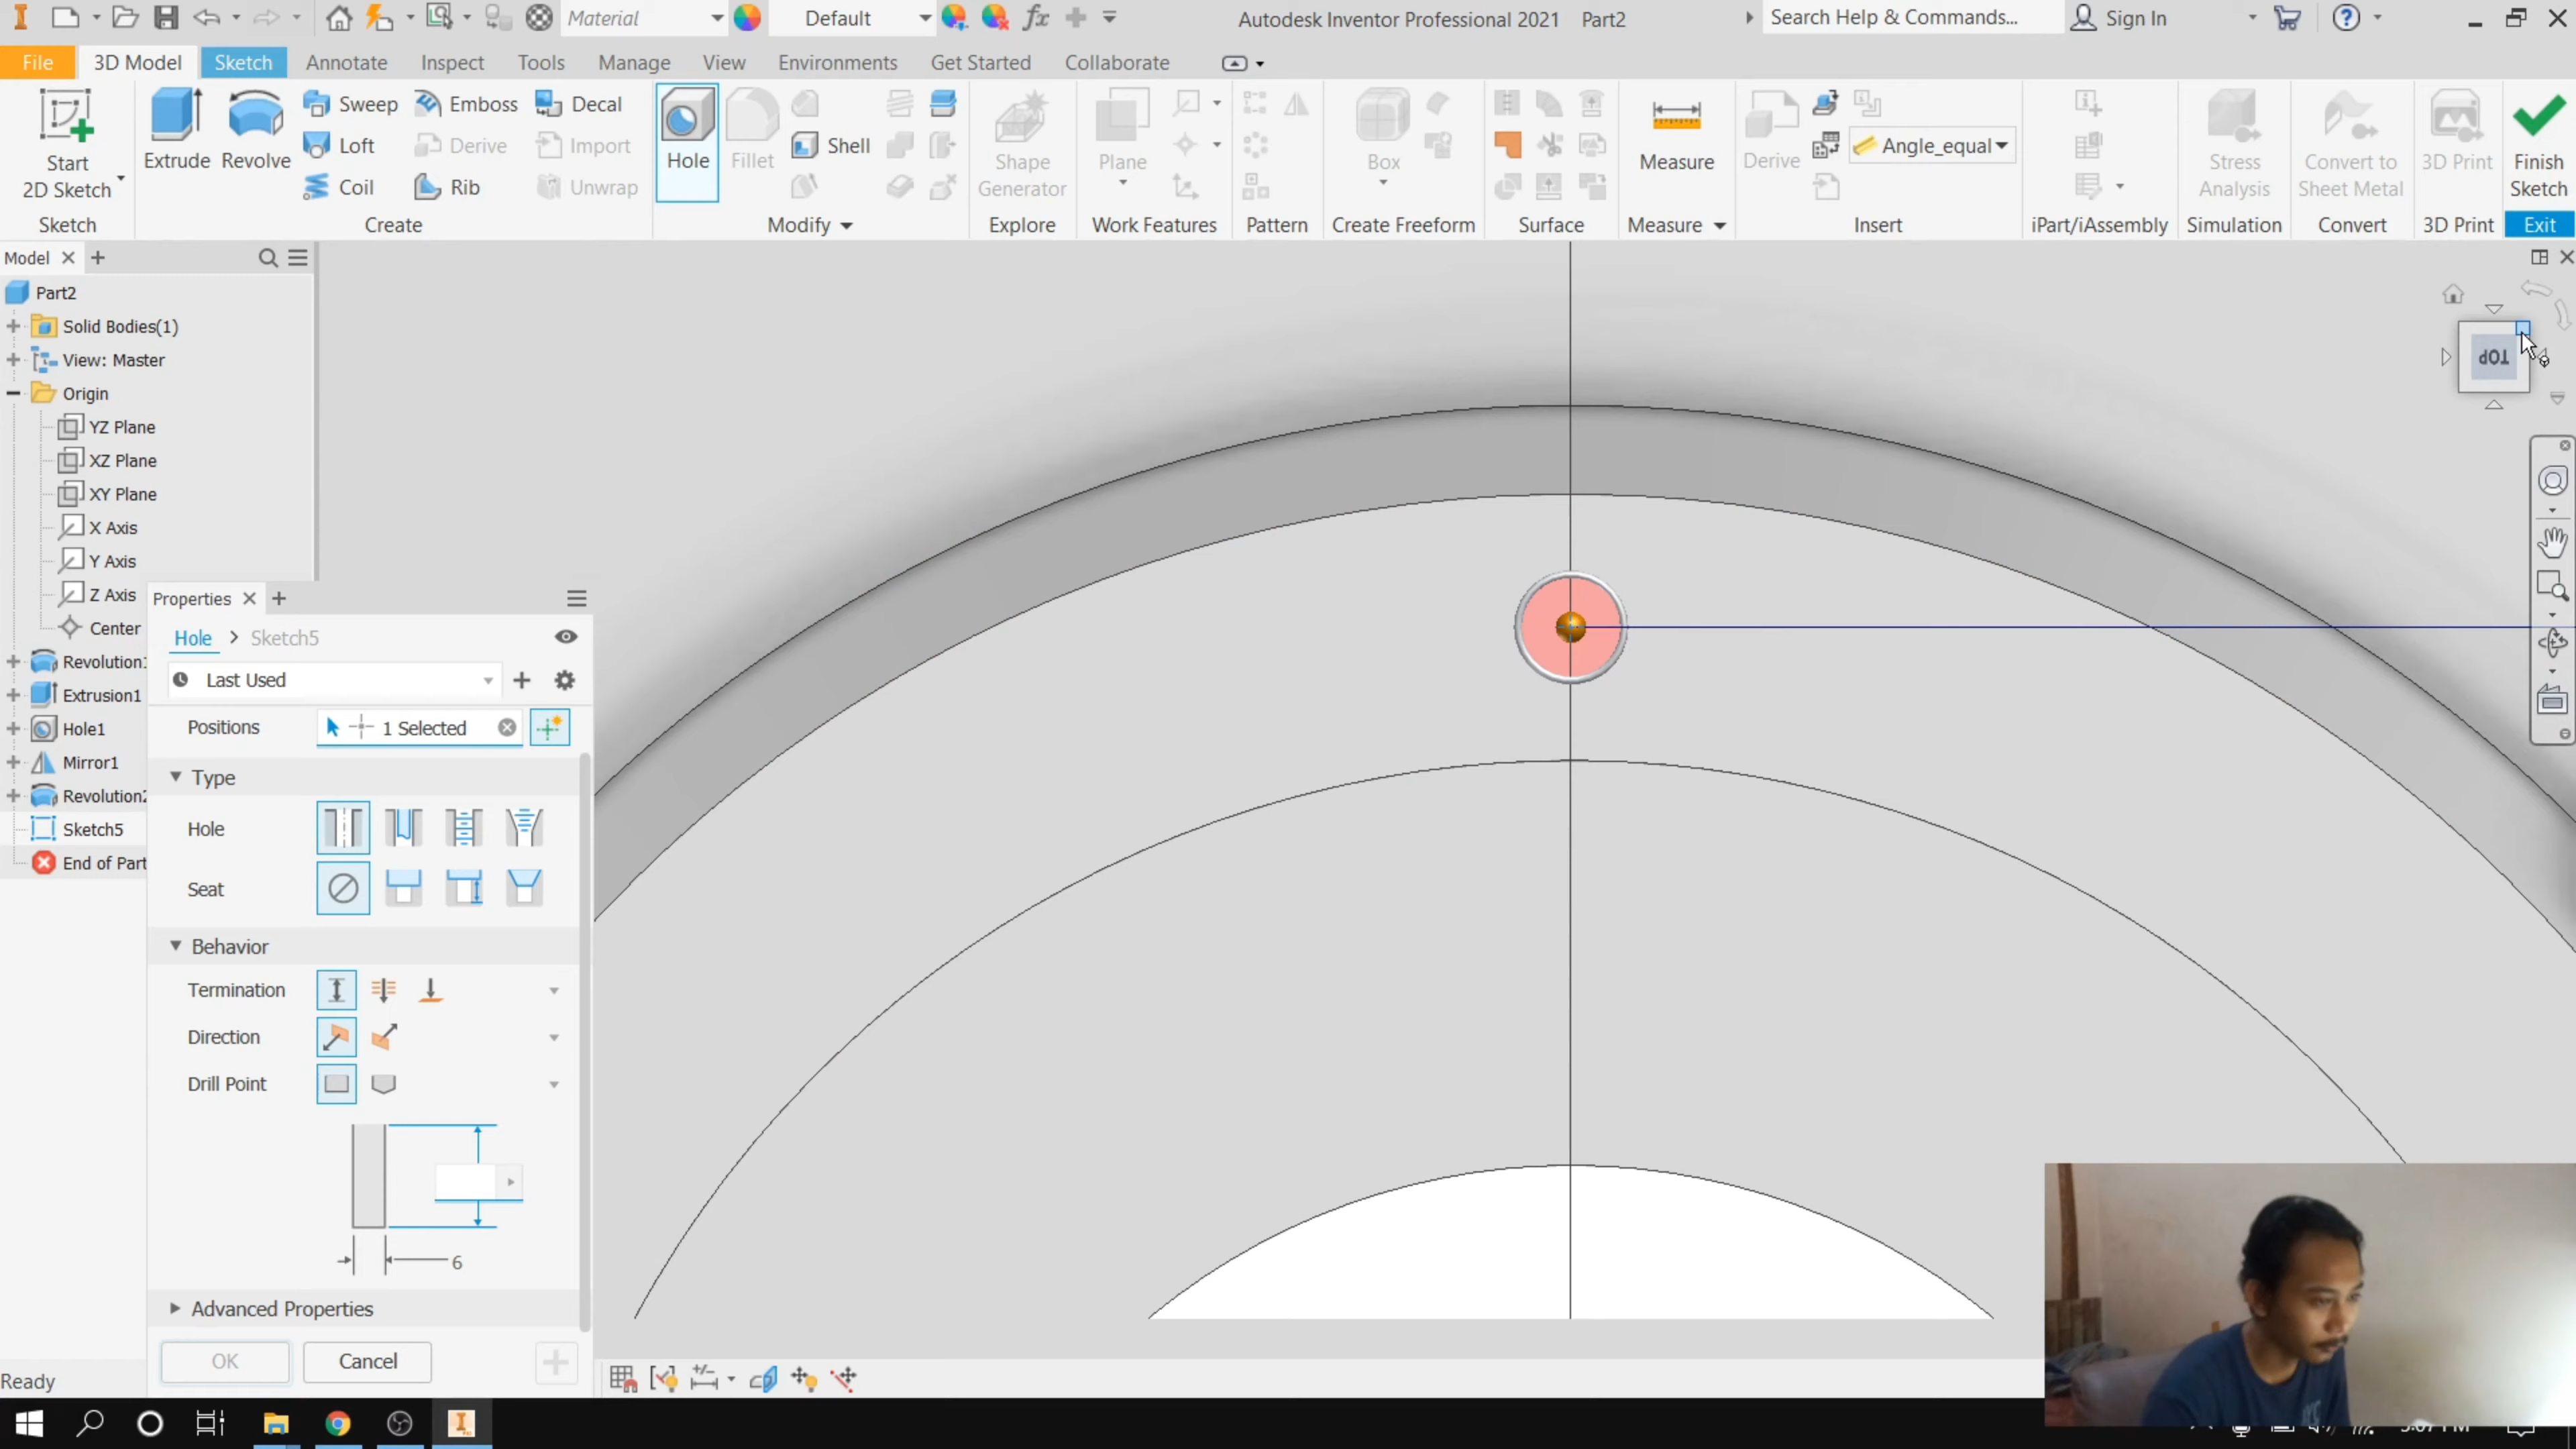 Material
Default
Autodesk Inventor Professional 2021 Part2
Search Help & Commands...
Sign In
File 3D Model Sketch Annotate Inspect Tools Manage View Environments Get Started Collaborate
Start
2D Sketch
Sketch
Extrude
Revolve
Sweep
Loft
Coil
Emboss
Derive
Rib
Decal
Import
Unwrap
Create
Hole
Fillet
Shell
Modify
Shape
Generator
Explore
Plane
Work Features
Pattern
Box
Create Freeform
Surface
Measure
Measure
Derive
Angle_equal
Insert
iPart/iAssembly
Stress
Analysis
Simulation
Convert to
Sheet Metal
Convert
3D Print
3D Print
Finish
Sketch
Exit
Model
Part2
Solid Bodies(1)
View: Master
Origin
YZ Plane
XZ Plane
XY Plane
X Axis
Y Axis
Z Axis
Center
Revolution1
Extrusion1
Hole1
Mirror1
Revolution2
Sketch5
End of Part
Properties
Hole > Sketch5
Last Used
Positions 1 Selected
Type
Hole
Seat
Behavior
Termination
Direction
Drill Point
6
Advanced Properties
OK Cancel
Ready
TOP